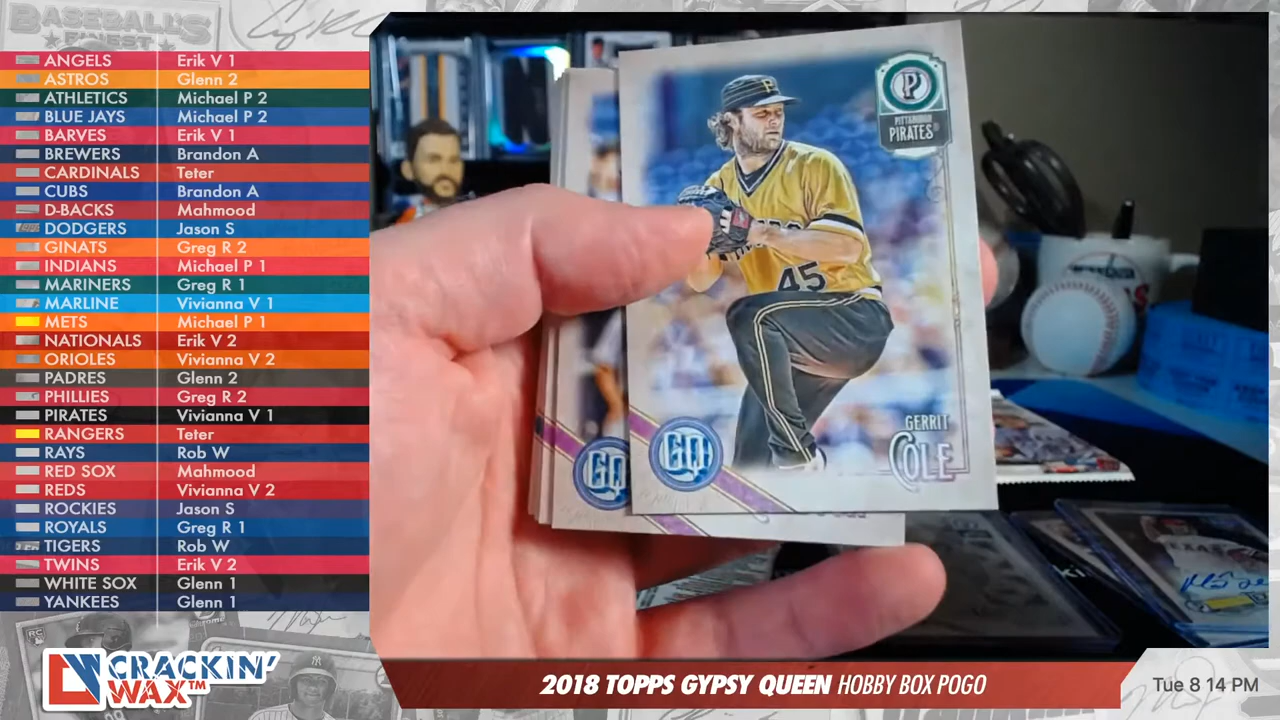 BASEBALL'S
FINEST
ANGELS Erik V 1
ASTROS Glenn 2
ATHLETICS Michael P 2
BLUE JAYS Michael P 2
BARVES Erik V 1
BREWERS Brandon A
CARDINALS Teter
CUBS Brandon A
D-BACKS Mahmood
DODGERS Jason S
GINATS Greg R 2
INDIANS Michael P 1
MARINERS Greg R 1
MARLINE Vivianna V 1
METS Michael P 1
NATIONALS Erik V 2
ORIOLES Vivianna V 2
PADRES Glenn 2
PHILLIES Greg R 2
PIRATES Vivianna V 1
RANGERS Teter
RAYS Rob W
RED SOX Mahmood
REDS Vivianna V 2
ROCKIES Jason S
ROYALS Greg R 1
TIGERS Rob W
TWINS Erik V 2
WHITE SOX Glenn 1
YANKEES Glenn 1
P
P
PITTSBURGH
PIRATES
45
GERRIT
COLE
GQ
GQ
RC
CRACKIN'
WAX™
2018 TOPPS GYPSY QUEEN HOBBY BOX POGO
Tue 8 14 PM